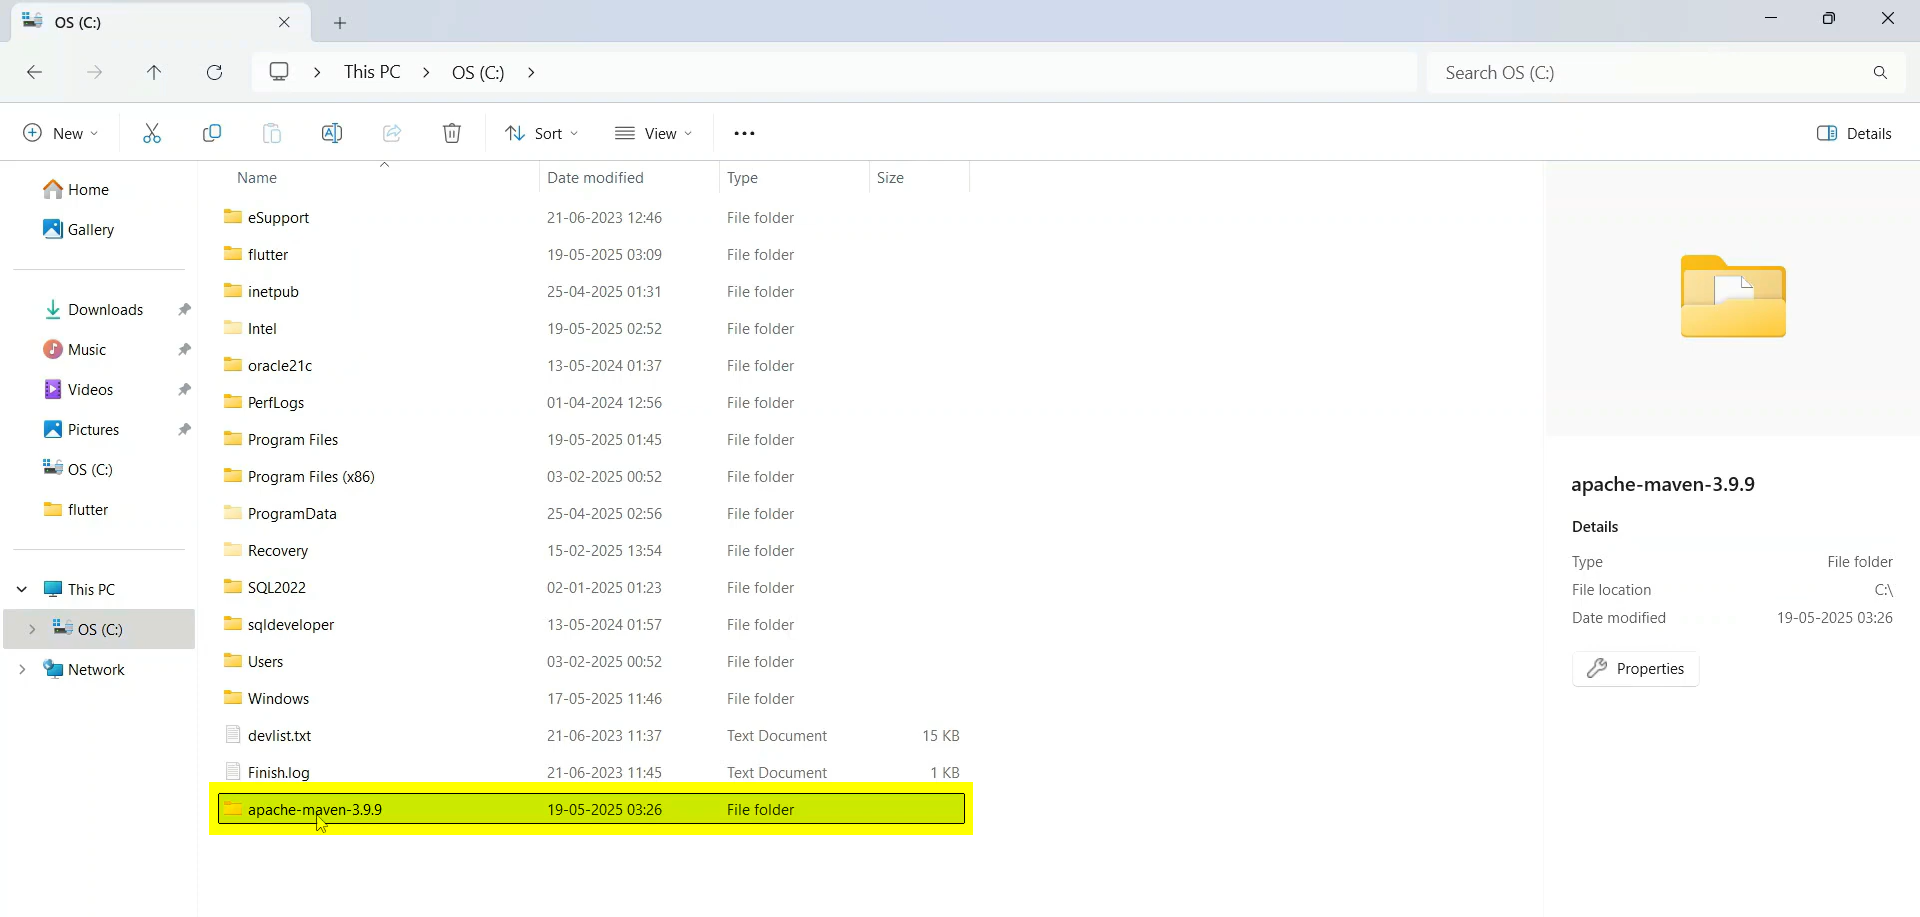 OS (C:)
This PC > OS (C:) >
Search OS (C:)
New
Sort
View
Details
Home
Gallery
Downloads
Music
Videos
Pictures
OS (C:)
flutter
This PC
OS (C:)
Network
Name Date modified Type Size
eSupport 21-06-2023 12:46 File folder
flutter 19-05-2025 03:09 File folder
inetpub 25-04-2025 01:31 File folder
Intel 19-05-2025 02:52 File folder
oracle21c 13-05-2024 01:37 File folder
PerfLogs 01-04-2024 12:56 File folder
Program Files 19-05-2025 01:45 File folder
Program Files (x86) 03-02-2025 00:52 File folder
ProgramData 25-04-2025 02:56 File folder
Recovery 15-02-2025 13:54 File folder
SQL2022 02-01-2025 01:23 File folder
sqldeveloper 13-05-2024 01:57 File folder
Users 03-02-2025 00:52 File folder
Windows 17-05-2025 11:46 File folder
devlist.txt 21-06-2023 11:37 Text Document 15 KB
Finish.log 21-06-2023 11:45 Text Document 1 KB
apache-maven-3.9.9 19-05-2025 03:26 File folder
apache-maven-3.9.9
Details
Type File folder
File location C:\
Date modified 19-05-2025 03:26
Properties